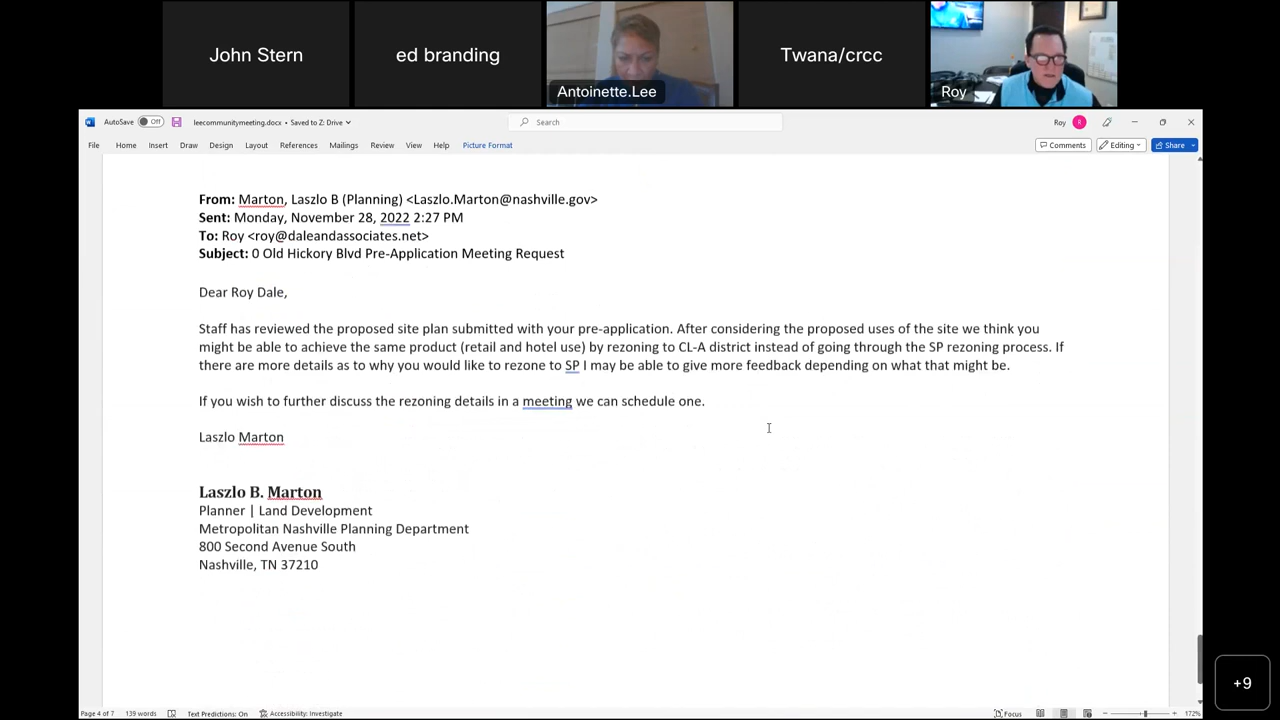 John Stern
ed branding
Antoinette.Lee
Twana/crcc
Roy
AutoSave Off leecommunitymeeting.docx • Saved to Z: Drive Search Roy
File Home Insert Draw Design Layout References Mailings Review View Help Picture Format Comments Editing Share
From: Marton, Laszlo B (Planning) <Laszlo.Marton@nashville.gov>
Sent: Monday, November 28, 2022 2:27 PM
To: Roy <roy@daleandassociates.net>
Subject: 0 Old Hickory Blvd Pre-Application Meeting Request
Dear Roy Dale,
Staff has reviewed the proposed site plan submitted with your pre-application. After considering the proposed uses of the site we think you
might be able to achieve the same product (retail and hotel use) by rezoning to CL-A district instead of going through the SP rezoning process. If
there are more details as to why you would like to rezone to SP I may be able to give more feedback depending on what that might be.
If you wish to further discuss the rezoning details in a meeting we can schedule one.
Laszlo Marton
Laszlo B. Marton
Planner | Land Development
Metropolitan Nashville Planning Department
800 Second Avenue South
Nashville, TN 37210
+9
Page 4 of 7 139 words Text Predictions: On Accessibility: Investigate Focus 172%